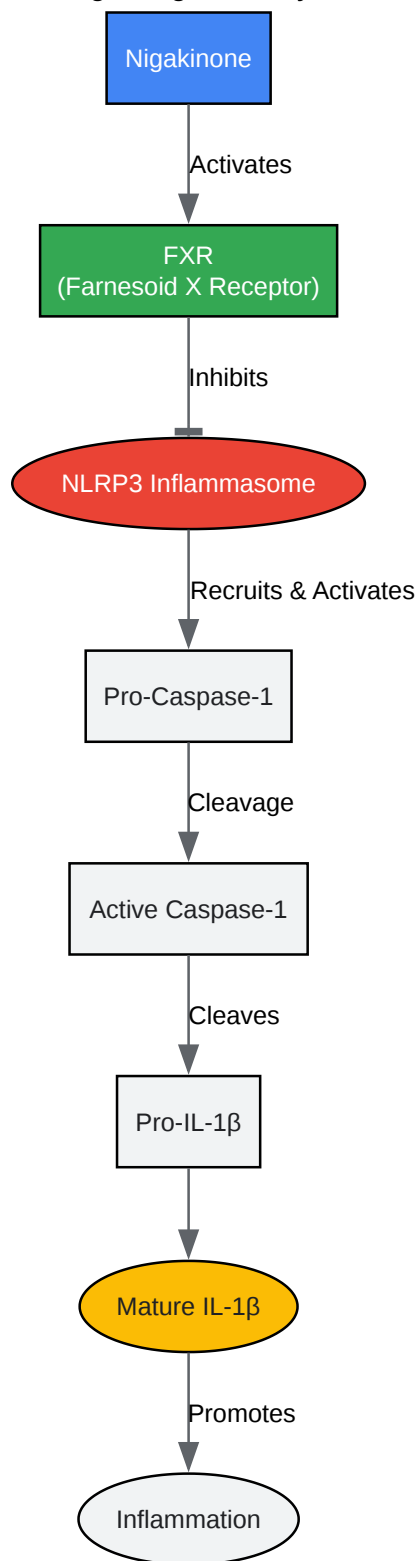 Nigakinone
Activates
FXR
(Farnesoid X Receptor)
Inhibits
NLRP3 Inflammasome
Recruits & Activates
Pro-Caspase-1
Cleavage
Active Caspase-1
Cleaves
Pro-IL-1β
Mature IL-1β
Promotes
Inflammation